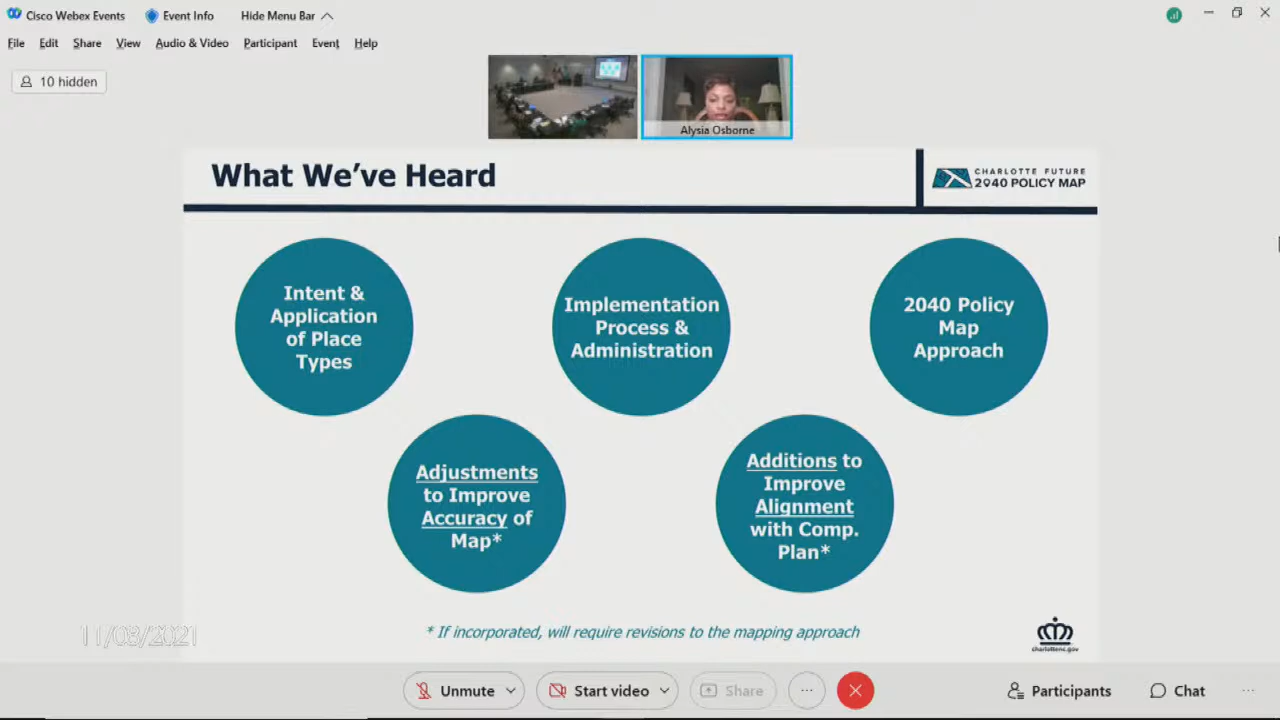 Cisco Webex Events
Event Info
Hide Menu Bar
File Edit Share View Audio & Video Participant Event Help
10 hidden
Alysia Osborne
What We've Heard
CHARLOTTE FUTURE
2040 POLICY MAP
Intent &
Application
of Place
Types
Implementation
Process &
Administration
2040 Policy
Map
Approach
Adjustments
to Improve
Accuracy of
Map*
Additions to
Improve
Alignment
with Comp.
Plan*
* If incorporated, will require revisions to the mapping approach
charlottenc.gov
11/03/2021
Unmute
Start video
Share
Participants
Chat